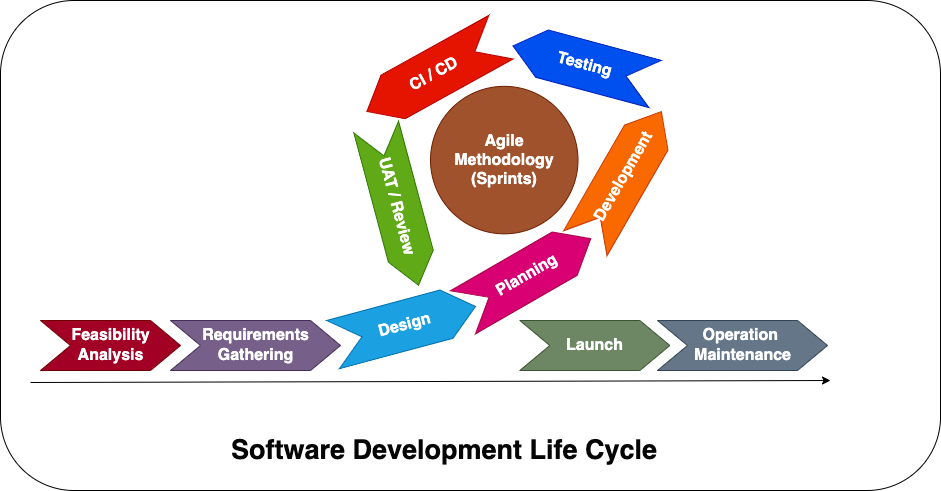 CI / CD
Testing
Agile
Methodology
(Sprints)
UAT / Review
Development
Planning
Design
Feasibility
Analysis
Requirements
Gathering
Launch
Operation
Maintenance
Software Development Life Cycle